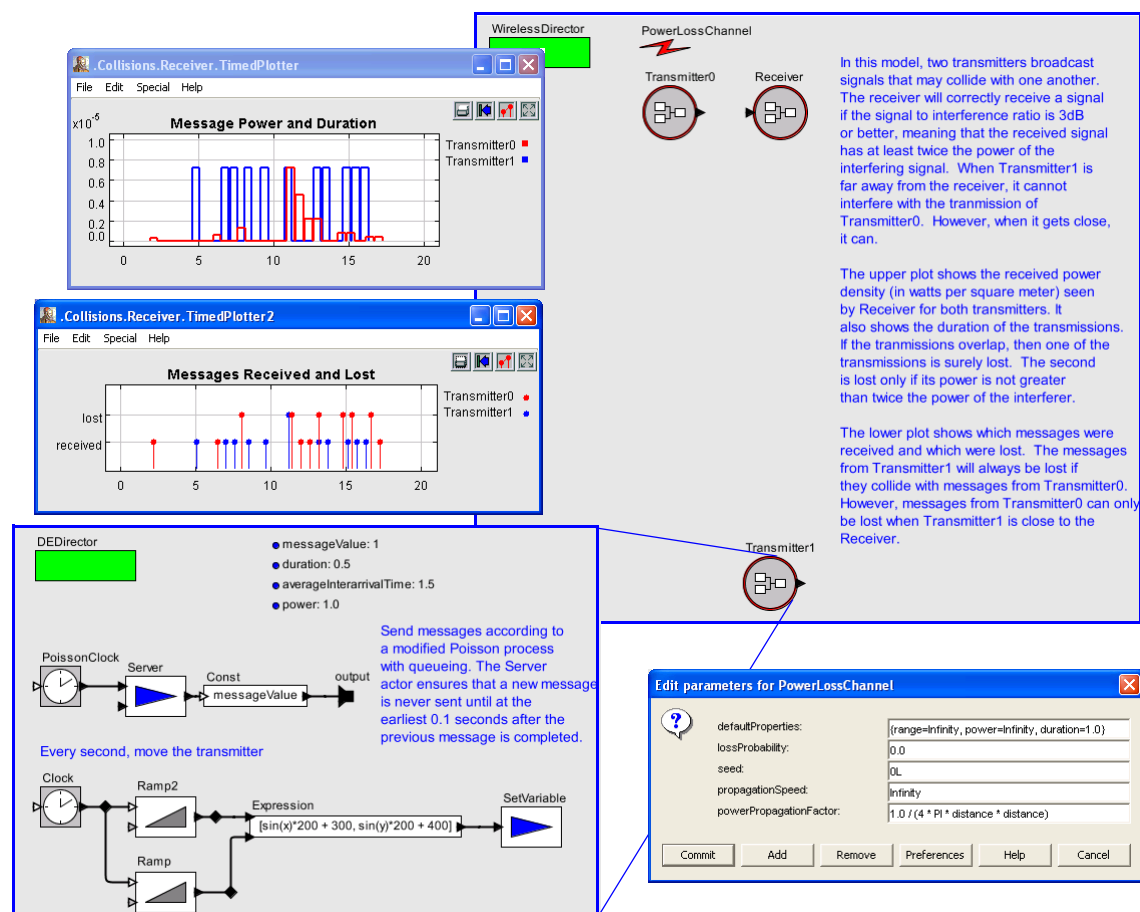 WirelessDirector
PowerLossChannel
Transmitter0
Receiver
In this model, two transmitters broadcast
signals that may collide with one another.
The receiver will correctly receive a signal
if the signal to interference ratio is 3dB
or better, meaning that the received signal
has at least twice the power of the
interfering signal.  When Transmitter1 is
far away from the receiver, it cannot
interfere with the tranmission of
Transmitter0.  However, when it gets close,
it can.
The upper plot shows the received power
density (in watts per square meter) seen
by Receiver for both transmitters. It
also shows the duration of the transmissions.
If the tranmissions overlap, then one of the
transmissions is surely lost.  The second
is lost only if its power is not greater
than twice the power of the interferer.
The lower plot shows which messages were
received and which were lost.  The messages
from Transmitter1 will always be lost if
they collide with messages from Transmitter0.
However, messages from Transmitter0 can only
be lost when Transmitter1 is close to the
Receiver.
Transmitter1
.Collisions.Receiver.TimedPlotter
File Edit Special Help
x10^-5
Message Power and Duration
Transmitter0
Transmitter1
1.0
0.8
0.6
0.4
0.2
0.0
0 5 10 15 20
.Collisions.Receiver.TimedPlotter2
File Edit Special Help
Messages Received and Lost
Transmitter0
Transmitter1
lost
received
0 5 10 15 20
DEDirector
messageValue: 1
duration: 0.5
averageInterarrivalTime: 1.5
power: 1.0
Send messages according to
a modified Poisson process
with queueing. The Server
actor ensures that a new message
is never sent until at the
earliest 0.1 seconds after the
previous message is completed.
PoissonClock
Server
Const
messageValue
output
Every second, move the transmitter
Clock
Ramp2
Expression
[sin(x)*200 + 300, sin(y)*200 + 400]
SetVariable
Ramp
Edit parameters for PowerLossChannel
defaultProperties: {range=Infinity, power=Infinity, duration=1.0}
lossProbability: 0.0
seed: 0L
propagationSpeed: Infinity
powerPropagationFactor: 1.0 / (4 * PI * distance * distance)
Commit Add Remove Preferences Help Cancel